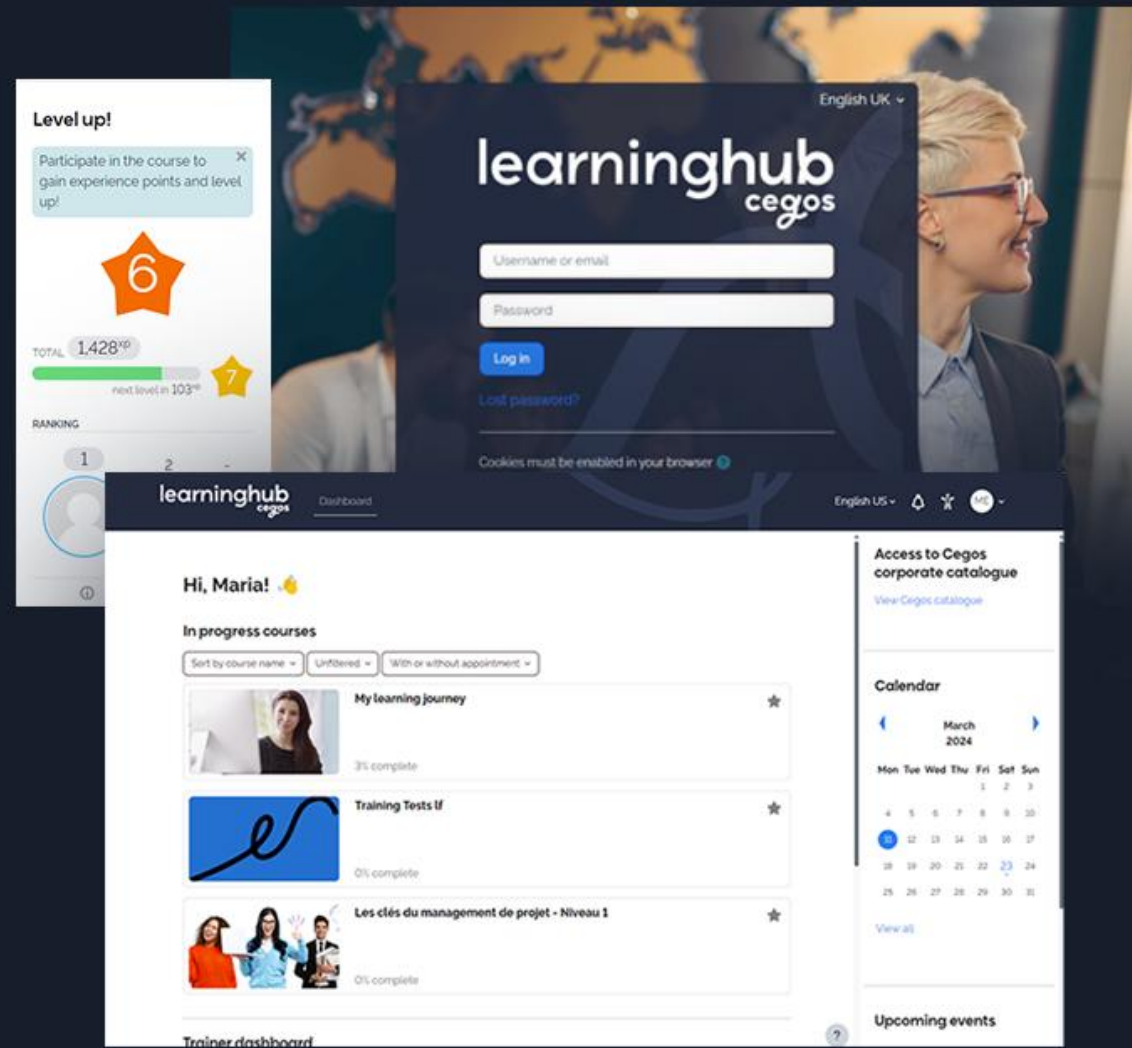 Level up!
Participate in the course to
gain experience points and level
up!
6
TOTAL 1,428xp
7
next level in 103xp
RANKING
1 2 -
English UK
learninghub
cegos
Username or email
Password
Log in
Lost password?
Cookies must be enabled in your browser ?
learninghub
cegos
Dashboard
English US
ME
Hi, Maria! 👋
In progress courses
Sort by course name
Unfiltered
With or without appointment
My learning journey
3% complete
Training Tests lf
0% complete
Les clés du management de projet - Niveau 1
0% complete
Trainer dashboard
?
Access to Cegos
corporate catalogue
View Cegos catalogue
Calendar
March
2024
Mon Tue Wed Thu Fri Sat Sun
1 2 3
4 5 6 7 8 9 10
11 12 13 14 15 16 17
18 19 20 21 22 23 24
25 26 27 28 29 30 31
View all
Upcoming events